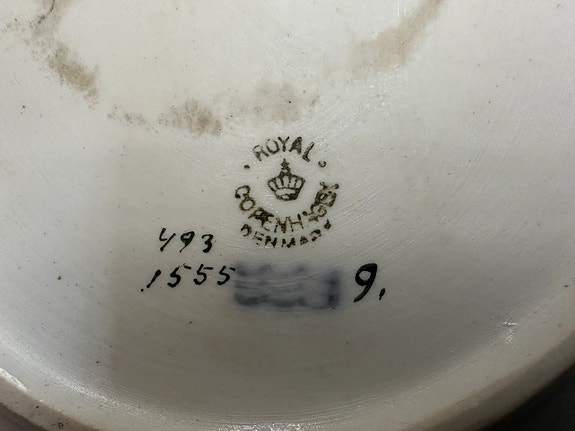 ROYAL
COPENHAGEN
DENMARK
493
1555 9.